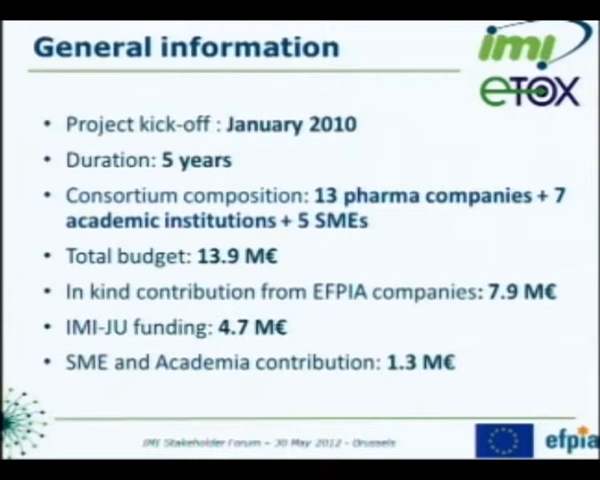 General information
imi
eTOX
• Project kick-off : January 2010
• Duration: 5 years
• Consortium composition: 13 pharma companies + 7
academic institutions + 5 SMEs
• Total budget: 13.9 M€
• In kind contribution from EFPIA companies: 7.9 M€
• IMI-JU funding: 4.7 M€
• SME and Academia contribution: 1.3 M€
IMI Stakeholder Forum – 30 May 2012 - Brussels
efpia